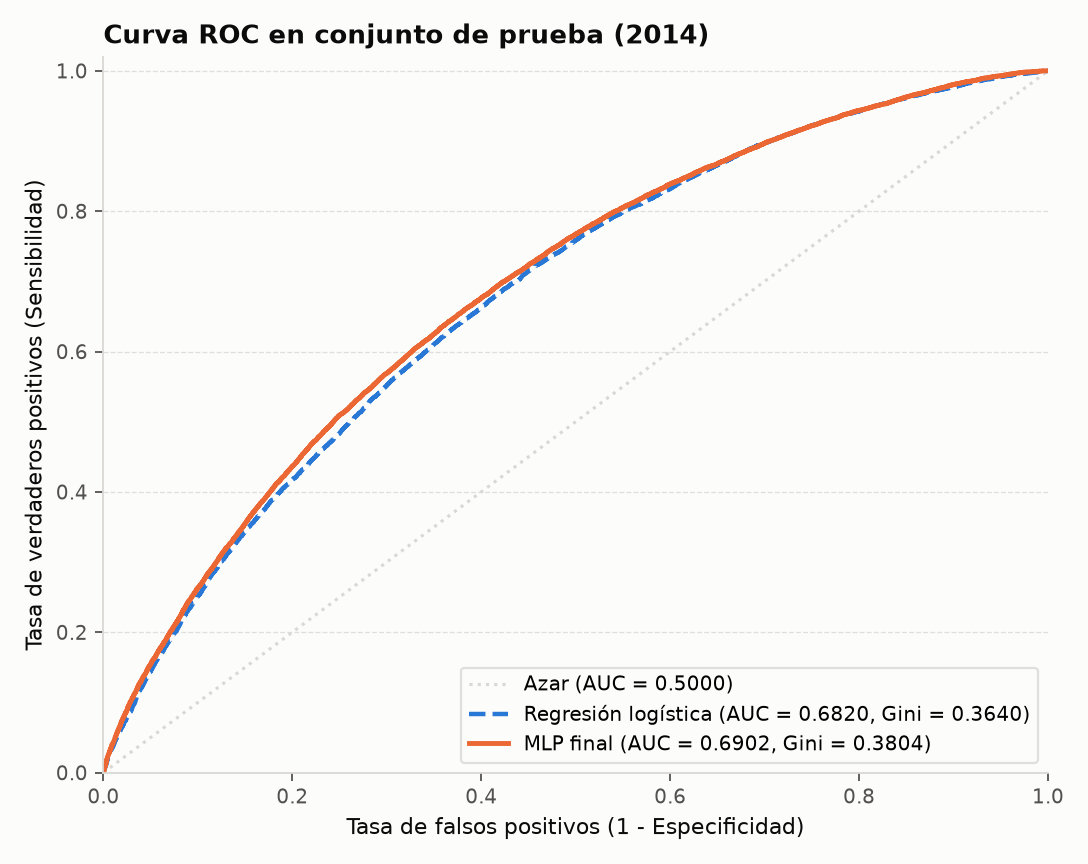 Curva ROC en conjunto de prueba (2014)
Tasa de verdaderos positivos (Sensibilidad)
1.0
0.8
0.6
0.4
0.2
0.0
Azar (AUC = 0.5000)
Regresión logística (AUC = 0.6820, Gini = 0.3640)
MLP final (AUC = 0.6902, Gini = 0.3804)
0.0 0.2 0.4 0.6 0.8 1.0
Tasa de falsos positivos (1 - Especificidad)